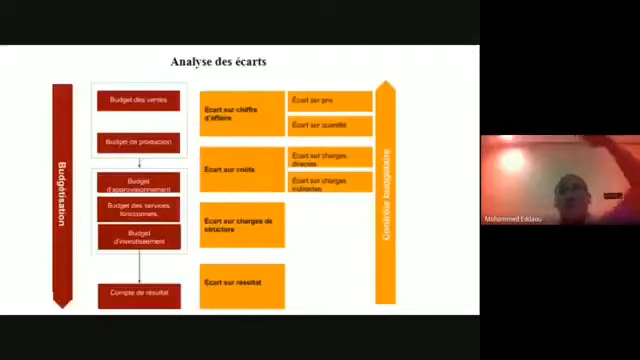 Analyse des écarts
Budgétisation
Budget des ventes
Budget de production
Budget
d'approvisionnement
Budget des services
fonctionnels
Budget
d'investissement
Compte de résultat
Écart sur chiffre
d'affaire
Écart sur coûts
Écart sur charges de
structure
Écart sur résultat
Écart sur prix
Écart sur quantité
Écart sur charges
directes
Écart sur charges
indirectes
Contrôle budgétaire
Mohammed Eddaou